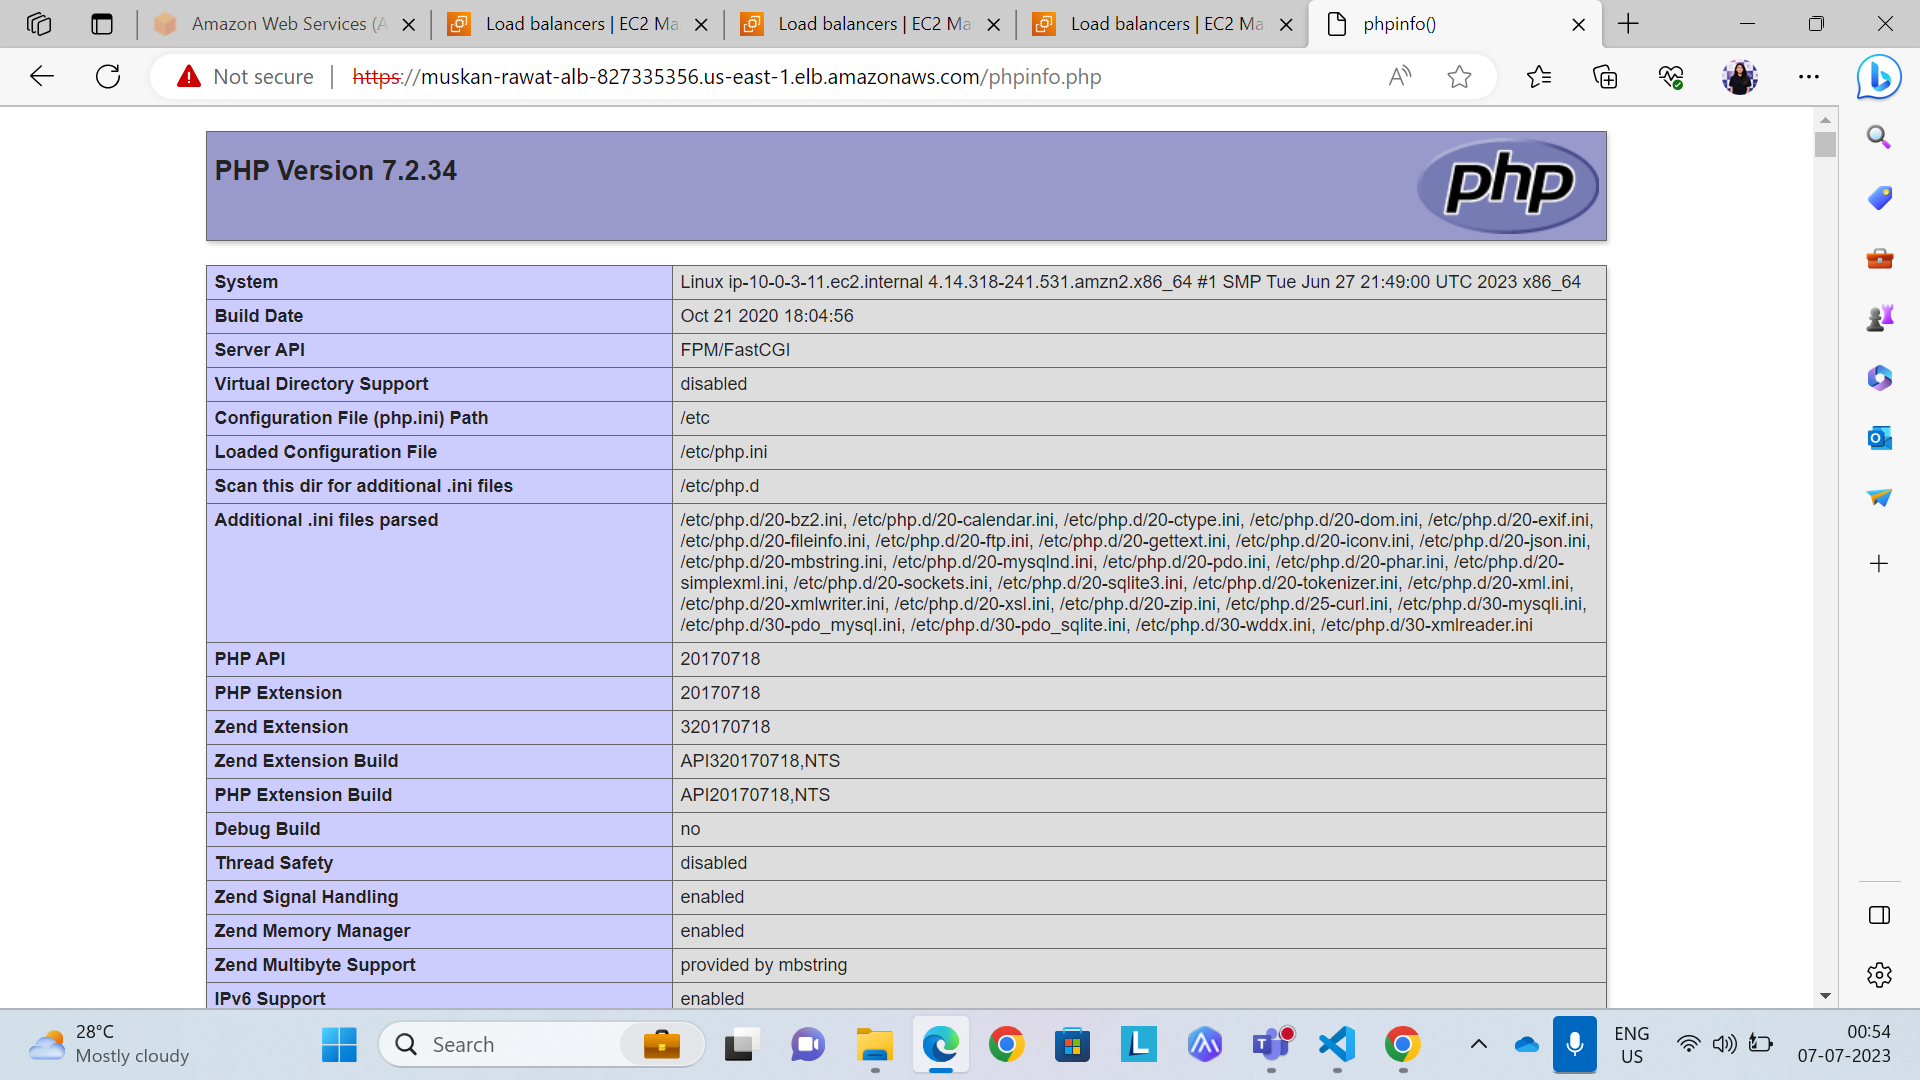 Amazon Web Services (A
Load balancers | EC2 Ma
Load balancers | EC2 Ma
Load balancers | EC2 Ma
phpinfo()
Not secure
https://muskan-rawat-alb-827335356.us-east-1.elb.amazonaws.com/phpinfo.php
PHP Version 7.2.34
php
System Linux ip-10-0-3-11.ec2.internal 4.14.318-241.531.amzn2.x86_64 #1 SMP Tue Jun 27 21:49:00 UTC 2023 x86_64
Build Date Oct 21 2020 18:04:56
Server API FPM/FastCGI
Virtual Directory Support disabled
Configuration File (php.ini) Path /etc
Loaded Configuration File /etc/php.ini
Scan this dir for additional .ini files /etc/php.d
Additional .ini files parsed /etc/php.d/20-bz2.ini, /etc/php.d/20-calendar.ini, /etc/php.d/20-ctype.ini, /etc/php.d/20-dom.ini, /etc/php.d/20-exif.ini,
/etc/php.d/20-fileinfo.ini, /etc/php.d/20-ftp.ini, /etc/php.d/20-gettext.ini, /etc/php.d/20-iconv.ini, /etc/php.d/20-json.ini,
/etc/php.d/20-mbstring.ini, /etc/php.d/20-mysqlnd.ini, /etc/php.d/20-pdo.ini, /etc/php.d/20-phar.ini, /etc/php.d/20-
simplexml.ini, /etc/php.d/20-sockets.ini, /etc/php.d/20-sqlite3.ini, /etc/php.d/20-tokenizer.ini, /etc/php.d/20-xml.ini,
/etc/php.d/20-xmlwriter.ini, /etc/php.d/20-xsl.ini, /etc/php.d/20-zip.ini, /etc/php.d/25-curl.ini, /etc/php.d/30-mysqli.ini,
/etc/php.d/30-pdo_mysql.ini, /etc/php.d/30-pdo_sqlite.ini, /etc/php.d/30-wddx.ini, /etc/php.d/30-xmlreader.ini
PHP API 20170718
PHP Extension 20170718
Zend Extension 320170718
Zend Extension Build API320170718,NTS
PHP Extension Build API20170718,NTS
Debug Build no
Thread Safety disabled
Zend Signal Handling enabled
Zend Memory Manager enabled
Zend Multibyte Support provided by mbstring
IPv6 Support enabled
28°C
Mostly cloudy
Search
ENG
US
00:54
07-07-2023